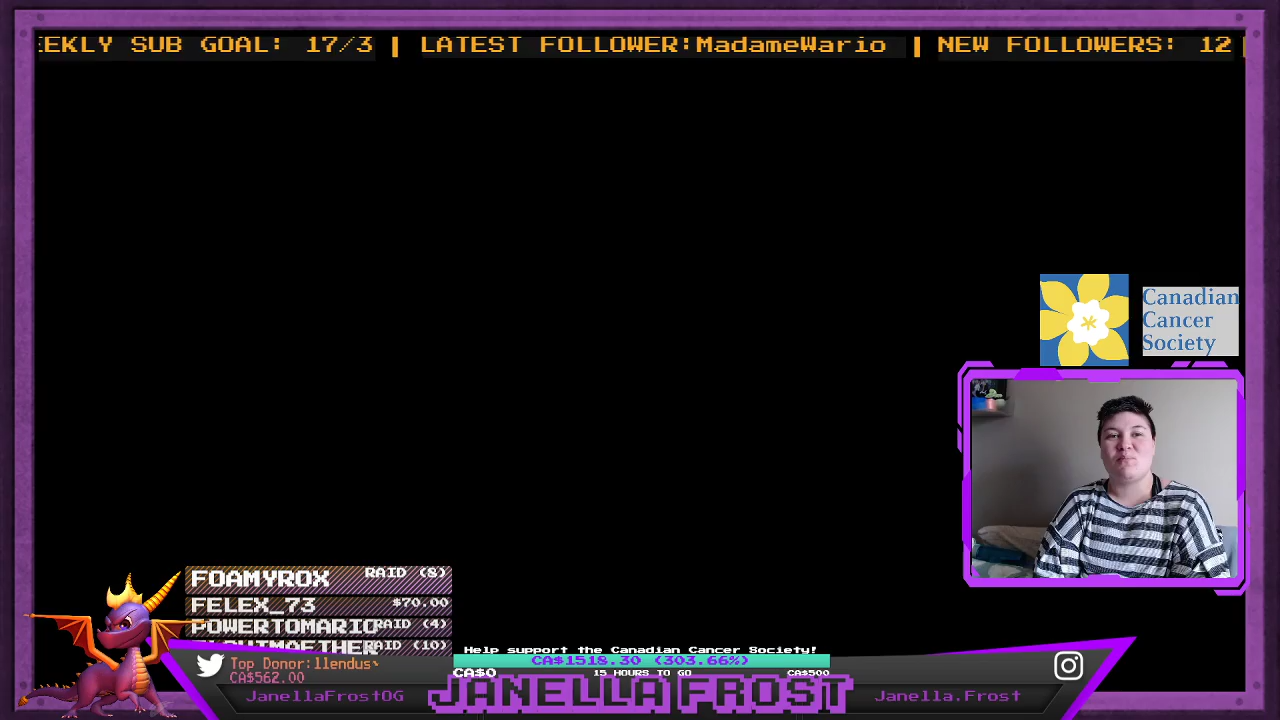 EEKLY SUB GOAL: 17/3 | LATEST FOLLOWER:MadameWario | NEW FOLLOWERS: 12 |
Canadian
Cancer
Society
FOAMYROX RAID (8)
FELEX_73 $70.00
POWERTOMARIO RAID (4)
RAID (10)
Help support the Canadian Cancer Society!
CA$1518.30 (303.66%)
CA$0 15 HOURS TO GO CA$500
Top Donor:llendus
CA$562.00
JanellaFrostOG
JANELLA FROST
Janella.Frost